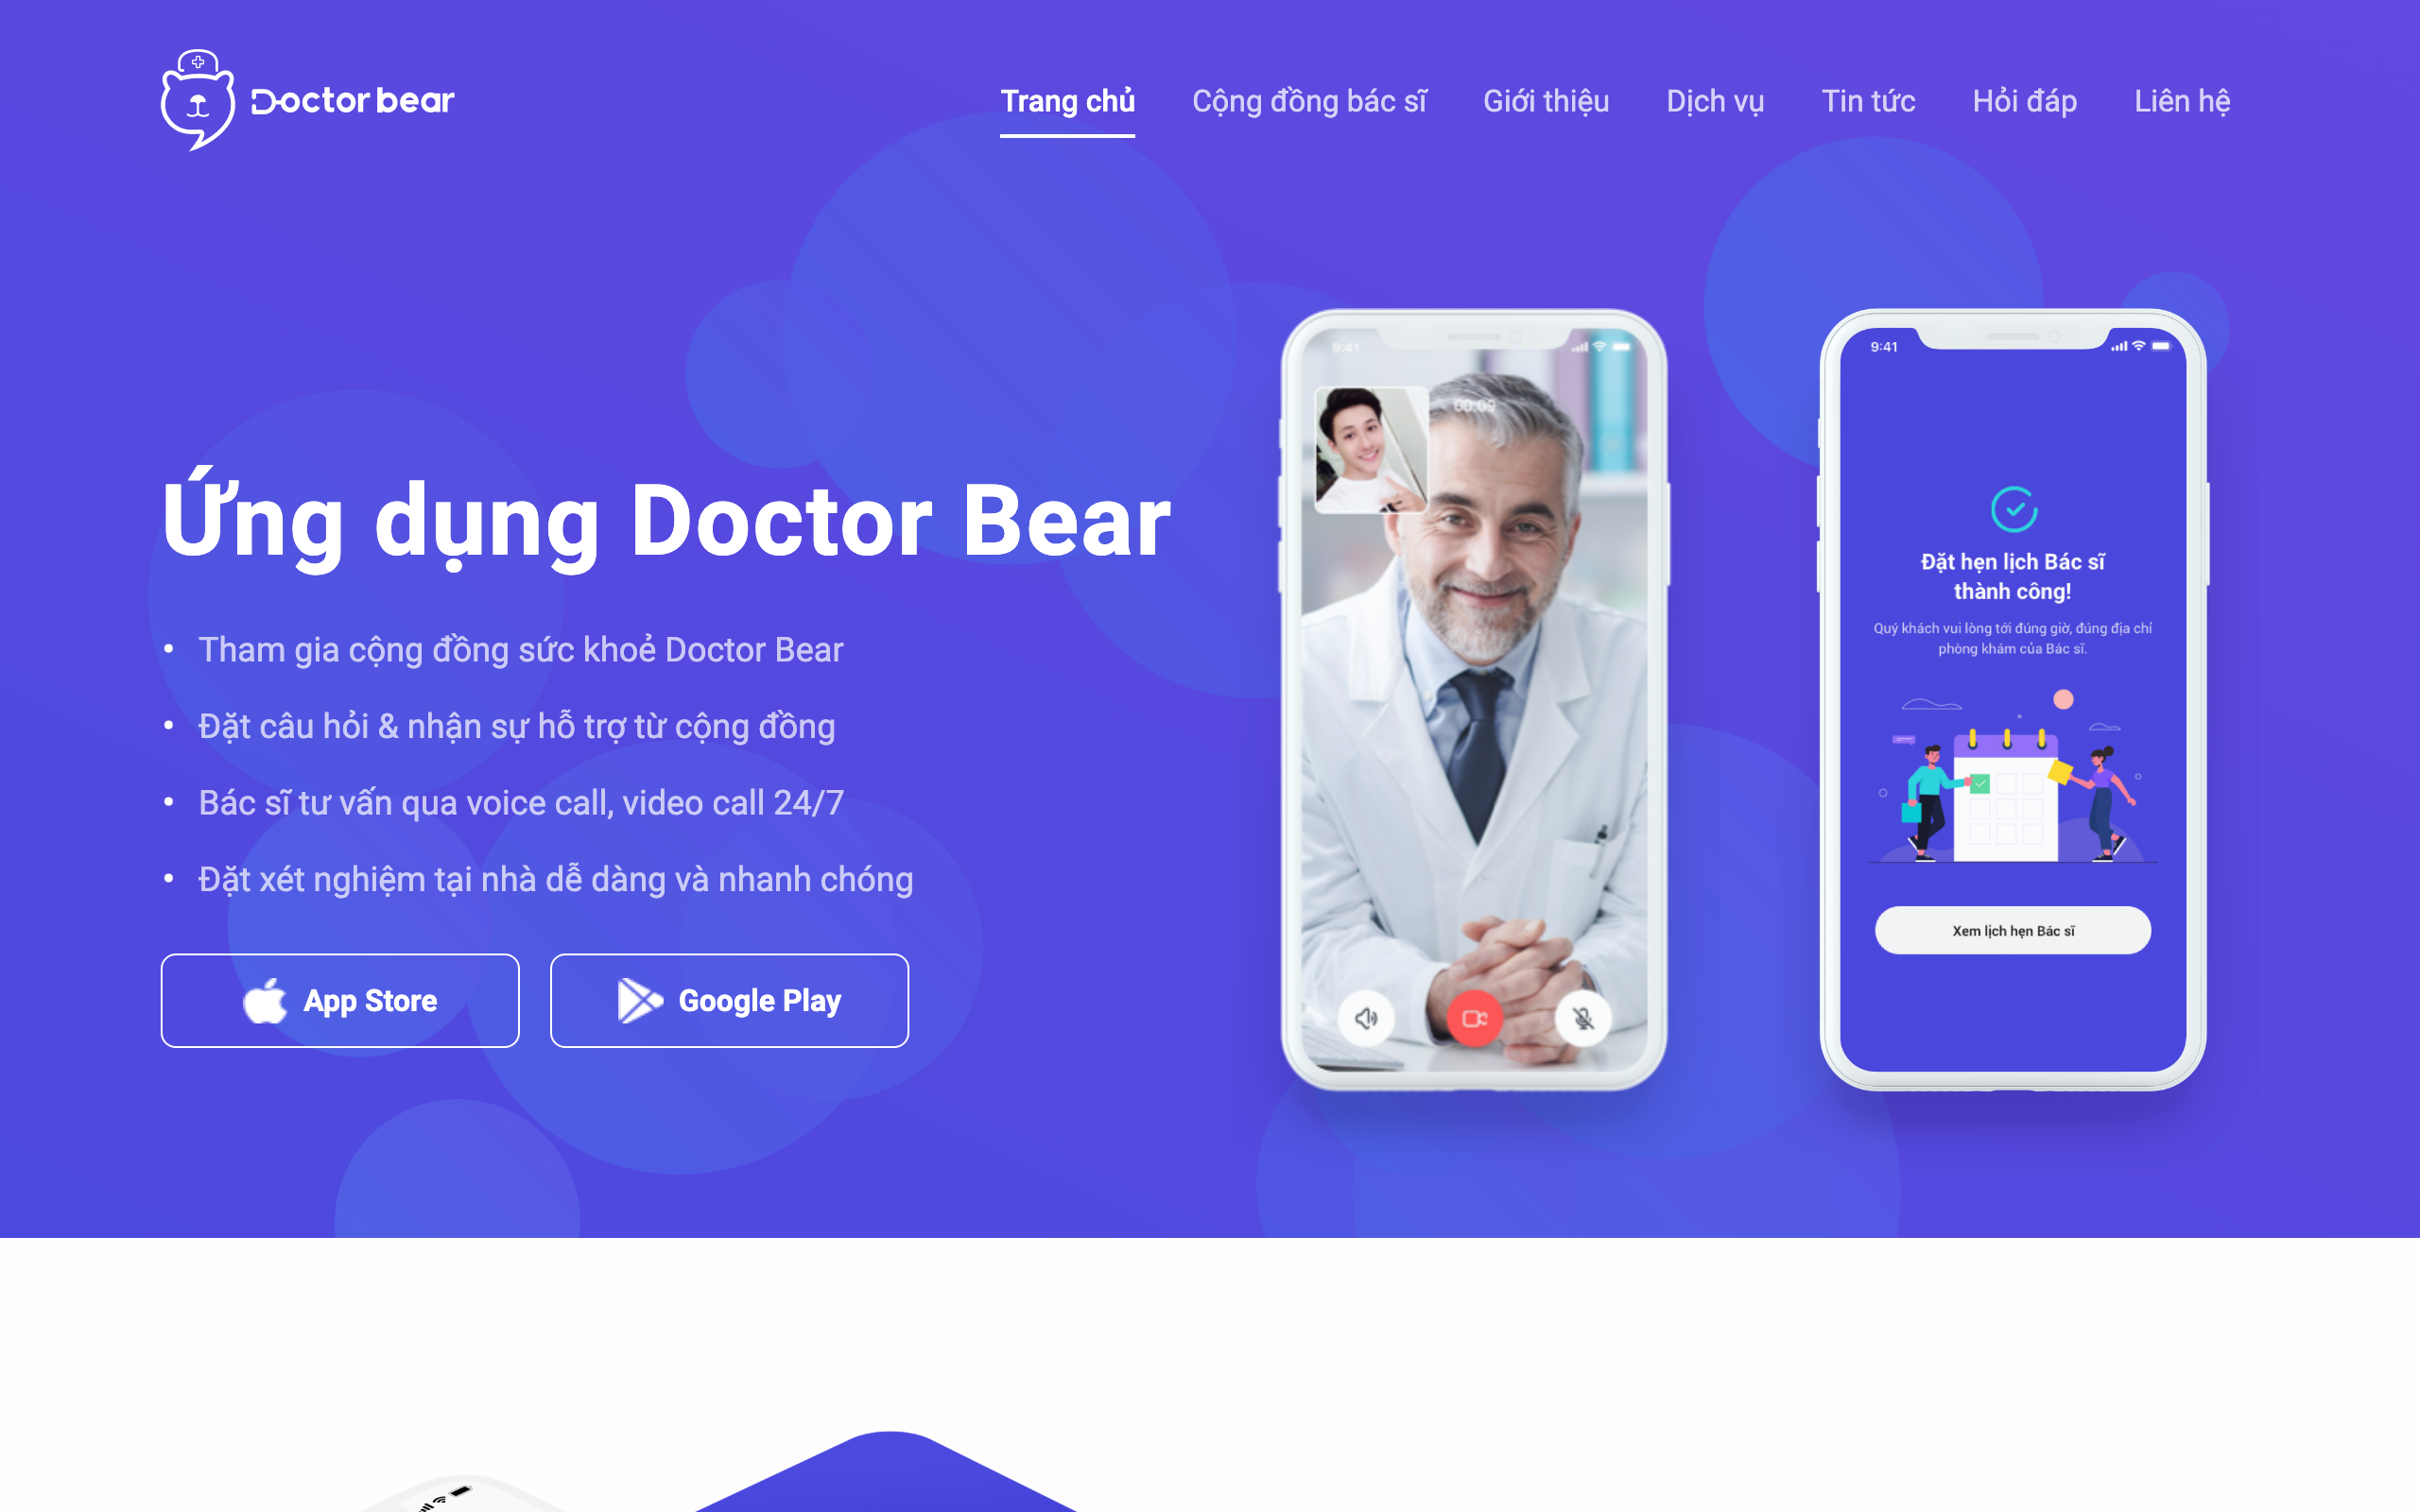 Doctor bear
Trang chủ
Cộng đồng bác sĩ
Giới thiệu
Dịch vụ
Tin tức
Hỏi đáp
Liên hệ
Ứng dụng Doctor Bear
• Tham gia cộng đồng sức khoẻ Doctor Bear
• Đặt câu hỏi & nhận sự hỗ trợ từ cộng đồng
• Bác sĩ tư vấn qua voice call, video call 24/7
• Đặt xét nghiệm tại nhà dễ dàng và nhanh chóng
App Store
Google Play
9:41
00:09
9:41
Đặt hẹn lịch Bác sĩ
thành công!
Quý khách vui lòng tới đúng giờ, đúng địa chỉ
phòng khám của Bác sĩ.
Xem lịch hẹn Bác sĩ